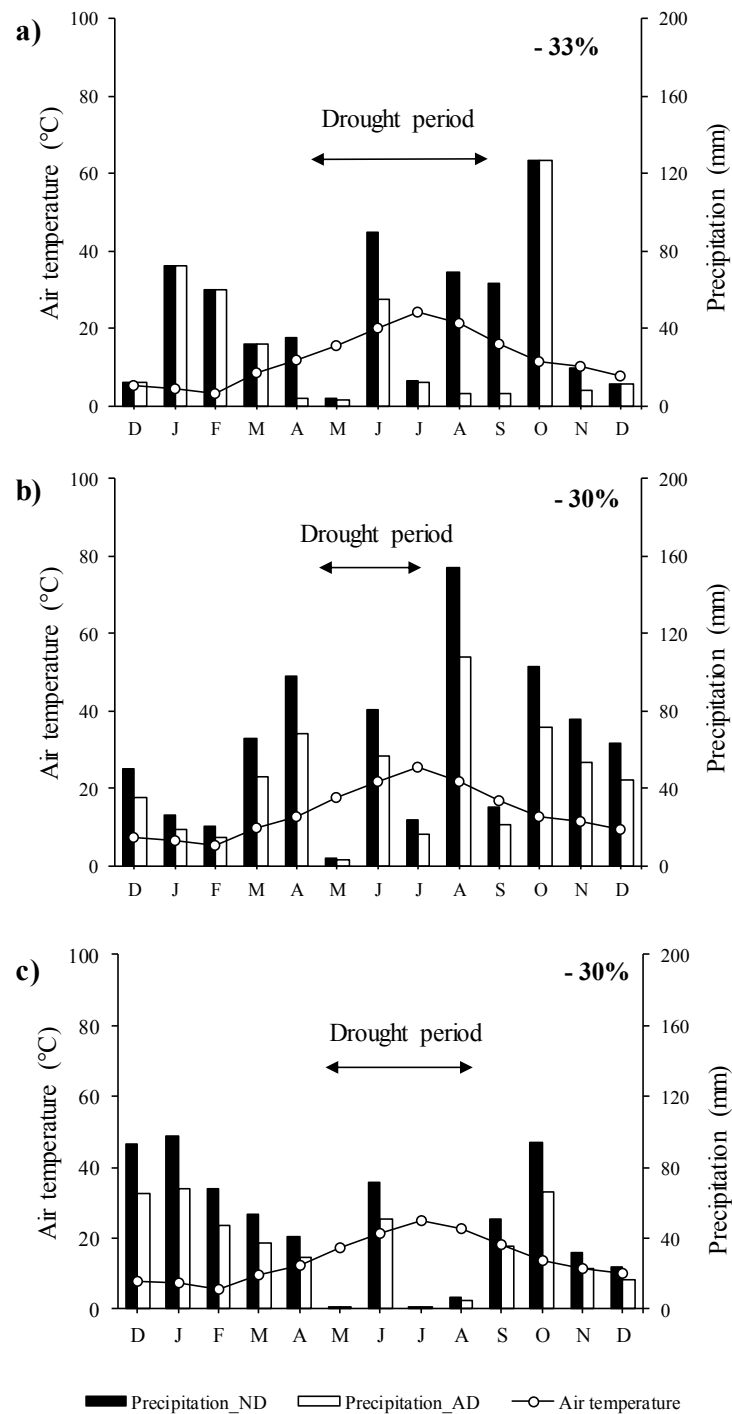 a)
- 33%
Drought period
Air temperature (°C)
Precipitation (mm)
100
80
60
40
20
0
200
160
120
80
40
0
D J F M A M J J A S O N D
b)
- 30%
Drought period
Air temperature (°C)
Precipitation (mm)
100
80
60
40
20
0
200
160
120
80
40
0
D J F M A M J J A S O N D
c)
- 30%
Drought period
Air temperature (°C)
Precipitation (mm)
100
80
60
40
20
0
200
160
120
80
40
0
D J F M A M J J A S O N D
Precipitation_ND Precipitation_AD Air temperature